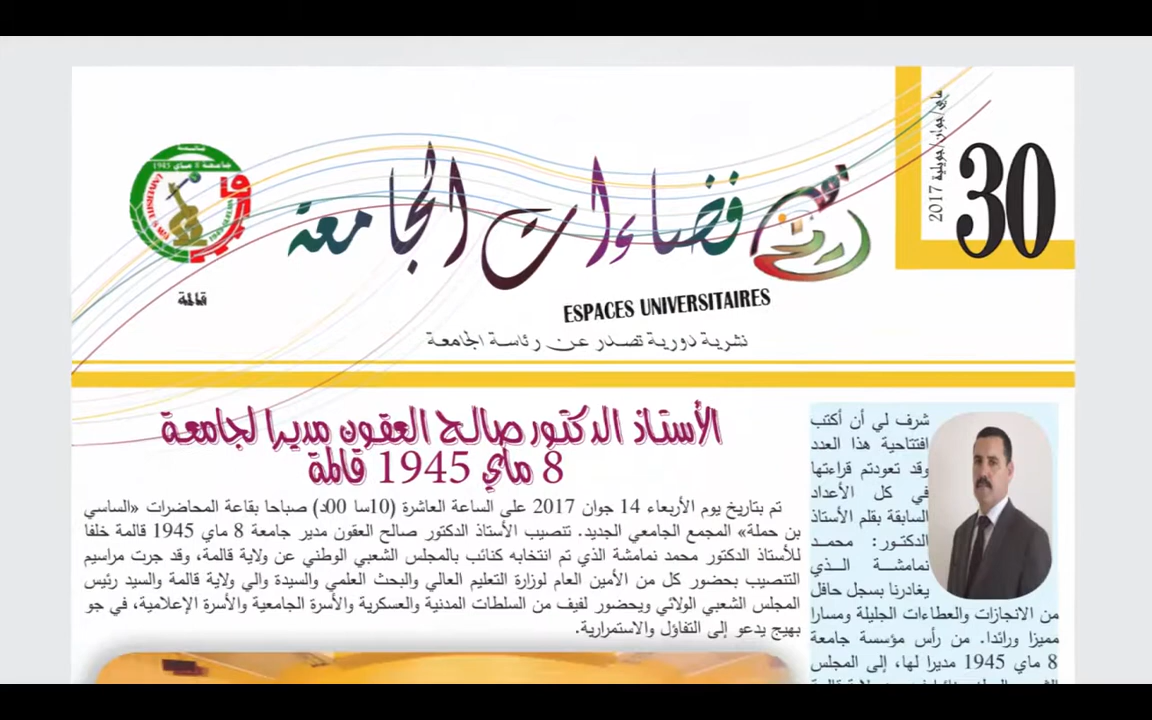 30
ماي/جوان/جويلية 2017
فضاءات الجامعة
جامعة 8 ماي 1945
قالمة
ESPACES UNIVERSITAIRES
نشرية دورية تصدر عن رئاسة الجامعة
الأستاذ الدكتور صالح العقون مديرا لجامعة
8 ماي 1945 قالمة
تم بتاريخ يوم الأربعاء 14 جوان 2017 على الساعة العاشرة (10سا 00د) صباحا بقاعة المحاضرات «الساسي
بن حملة» المجمع الجامعي الجديد. تنصيب الأستاذ الدكتور صالح العقون مدير جامعة 8 ماي 1945 قالمة خلفا
للأستاذ الدكتور محمد نمامشة الذي تم انتخابه كنائب بالمجلس الشعبي الوطني عن ولاية قالمة، وقد جرت مراسيم
التنصيب بحضور كل من الأمين العام لوزارة التعليم العالي والبحث العلمي والسيدة والي ولاية قالمة والسيد رئيس
المجلس الشعبي الولائي وبحضور لفيف من السلطات المدنية والعسكرية والأسرة الجامعية والأسرة الإعلامية، في جو
بهيج يدعو إلى التفاؤل والاستمرارية.
شرف لي أن أكتب
افتتاحية هذا العدد
وقد تعودتم قراءتها
في كل الأعداد
السابقة بقلم الأستاذ
الدكتور: محمد
نمامشة الذي
يغادرنا بسجل حافل
من الانجازات والعطاءات الجليلة ومسارا
مميزا ورائدا. من رأس مؤسسة جامعة
8 ماي 1945 مديرا لها، إلى المجلس